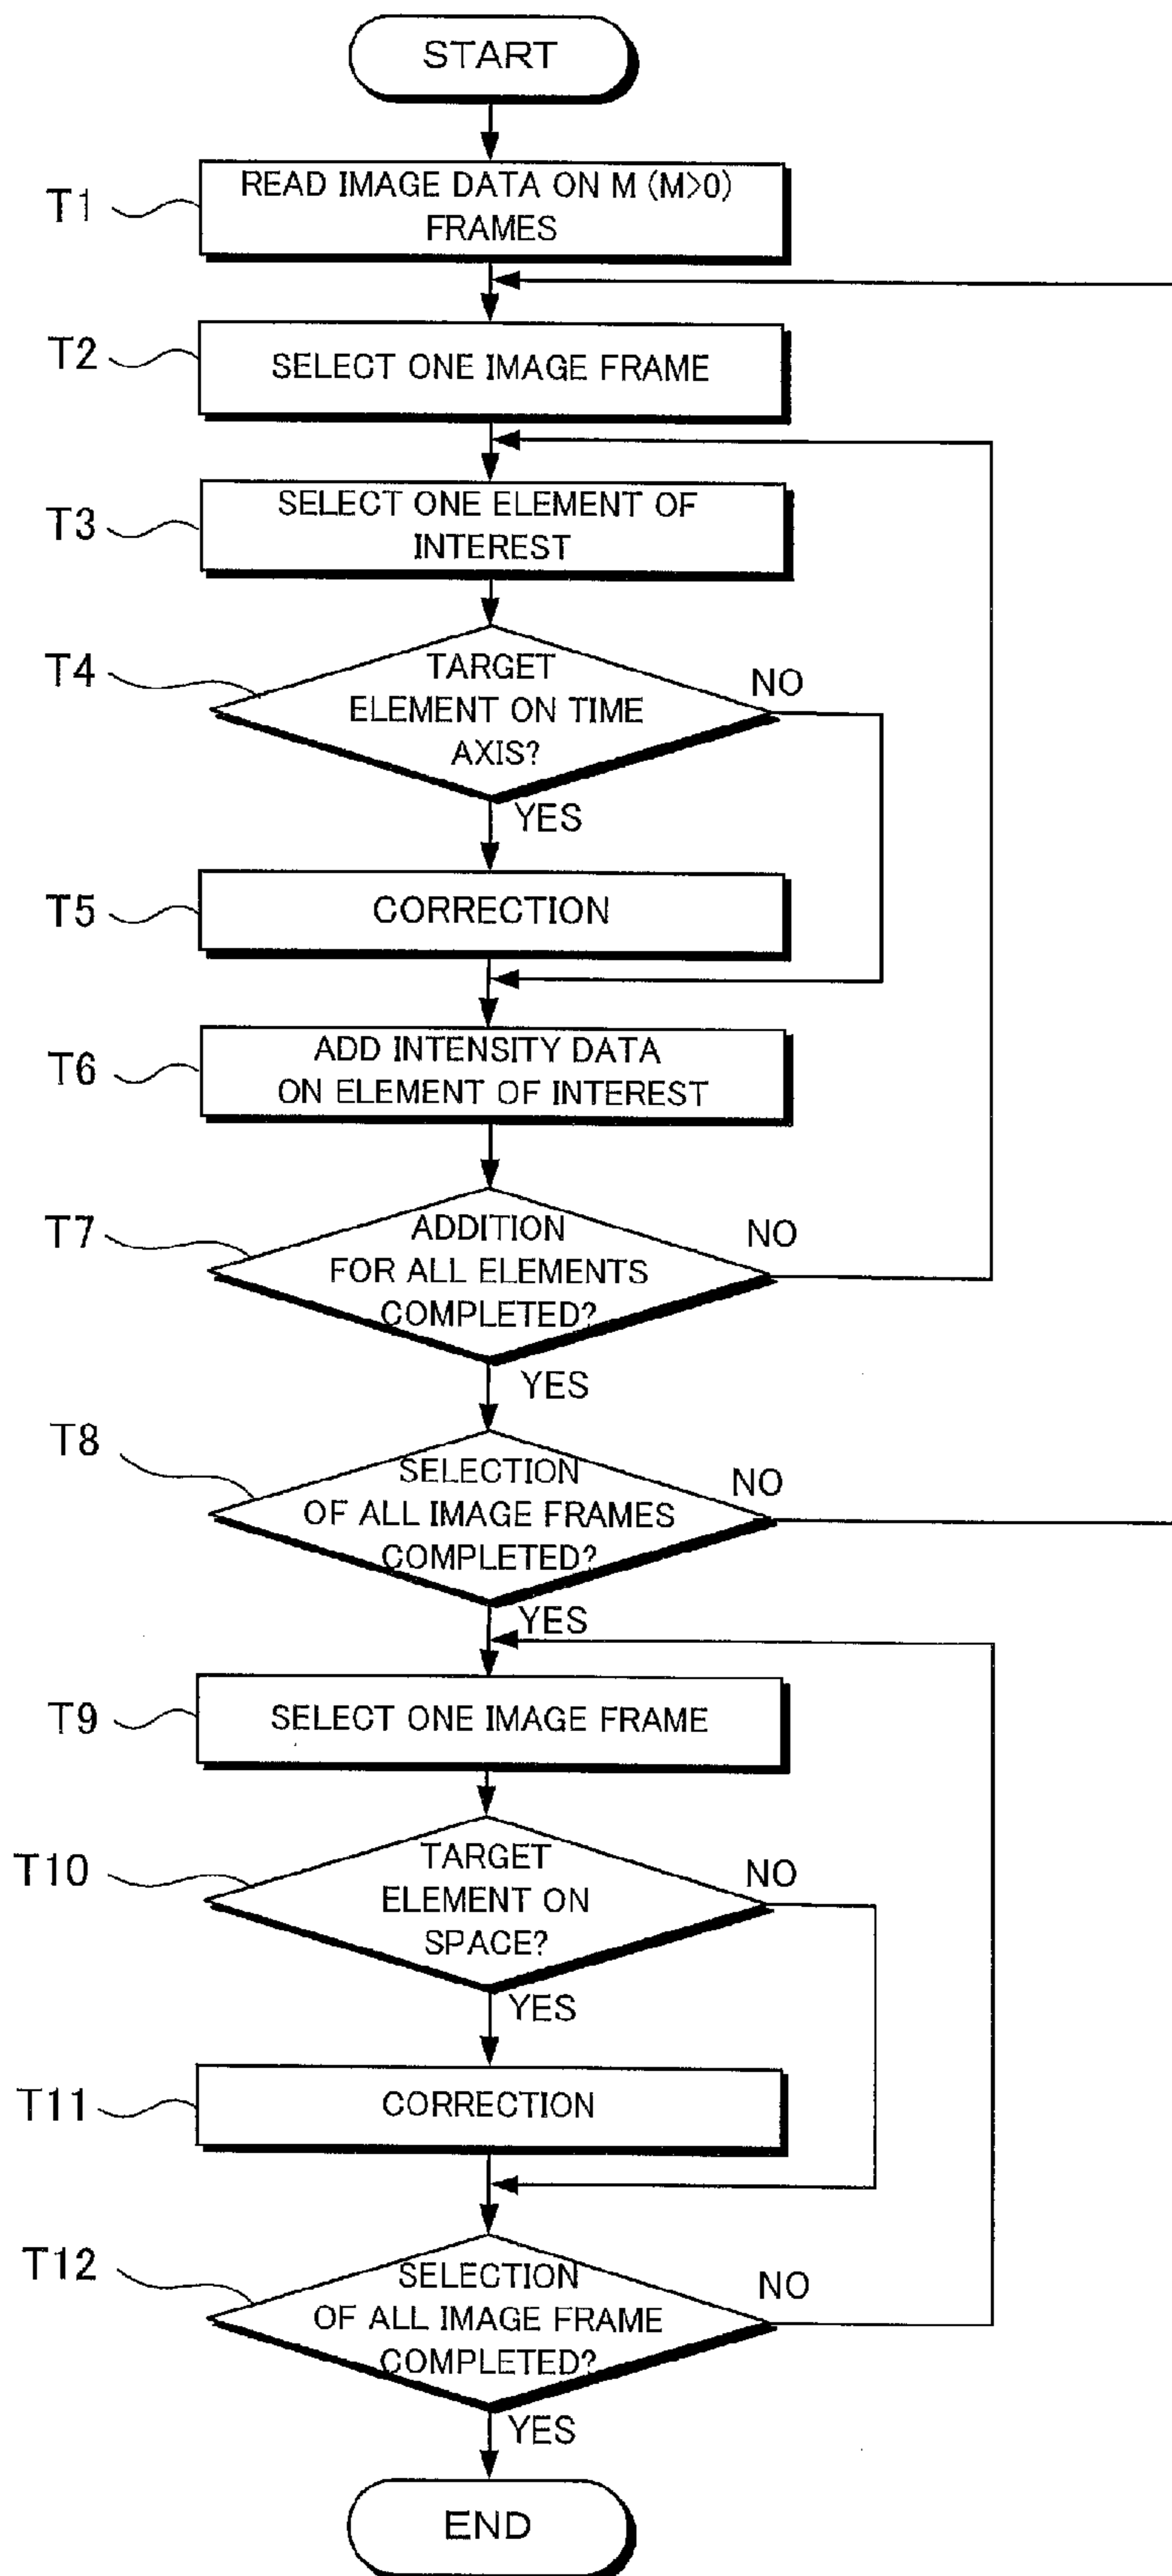 START
T1
READ IMAGE DATA ON M (M>0)
FRAMES
T2
SELECT ONE IMAGE FRAME
T3
SELECT ONE ELEMENT OF
INTEREST
T4
TARGET
ELEMENT ON TIME
AXIS?
NO
YES
T5
CORRECTION
T6
ADD INTENSITY DATA
ON ELEMENT OF INTEREST
T7
ADDITION
FOR ALL ELEMENTS
COMPLETED?
NO
YES
T8
SELECTION
OF ALL IMAGE FRAMES
COMPLETED?
NO
YES
T9
SELECT ONE IMAGE FRAME
T10
TARGET
ELEMENT ON
SPACE?
NO
YES
T11
CORRECTION
T12
SELECTION
OF ALL IMAGE FRAME
COMPLETED?
NO
YES
END